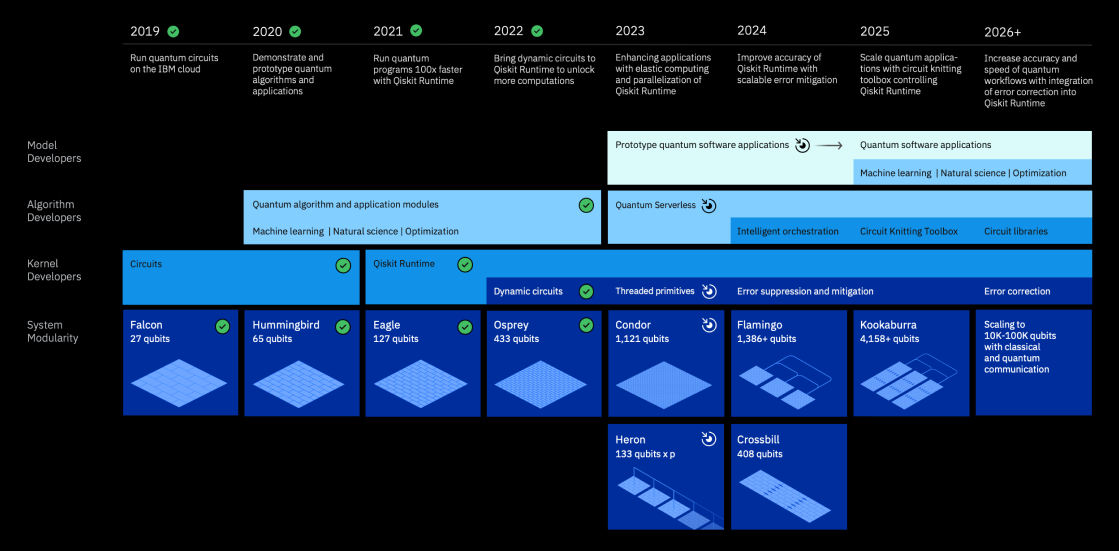 2019
2020
2021
2022
2023
2024
2025
2026+
Run quantum circuits
on the IBM cloud
Demonstrate and
prototype quantum
algorithms and
applications
Run quantum
programs 100x faster
with Qiskit Runtime
Bring dynamic circuits to
Qiskit Runtime to unlock
more computations
Enhancing applications
with elastic computing
and parallelization of
Qiskit Runtime
Improve accuracy of
Qiskit Runtime with
scalable error mitigation
Scale quantum applica-
tions with circuit knitting
toolbox controlling
Qiskit Runtime
Increase accuracy and
speed of quantum
workflows with integration
of error correction into
Qiskit Runtime
Model
Developers
Prototype quantum software applications
Quantum software applications
Machine learning | Natural science | Optimization
Algorithm
Developers
Quantum algorithm and application modules
Machine learning | Natural science | Optimization
Quantum Serverless
Intelligent orchestration
Circuit Knitting Toolbox
Circuit libraries
Kernel
Developers
Circuits
Qiskit Runtime
Dynamic circuits
Threaded primitives
Error suppression and mitigation
Error correction
System
Modularity
Falcon
27 qubits
Hummingbird
65 qubits
Eagle
127 qubits
Osprey
433 qubits
Condor
1,121 qubits
Flamingo
1,386+ qubits
Kookaburra
4,158+ qubits
Scaling to
10K-100K qubits
with classical
and quantum
communication
Heron
133 qubits x p
Crossbill
408 qubits